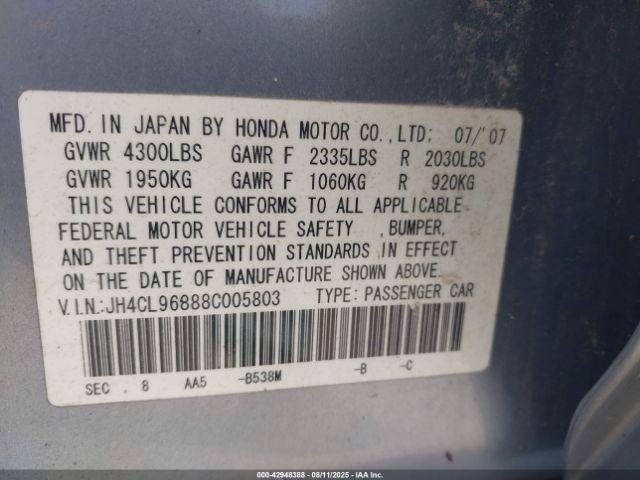 MFD. IN JAPAN BY HONDA MOTOR CO.,LTD; 07/'07
GVWR 4300LBS GAWR F 2335LBS R 2030LBS
GVWR 1950KG GAWR F 1060KG R 920KG
THIS VEHICLE CONFORMS TO ALL APPLICABLE
FEDERAL MOTOR VEHICLE SAFETY ,BUMPER,
AND THEFT PREVENTION STANDARDS IN EFFECT
ON THE DATE OF MANUFACTURE SHOWN ABOVE.
V.I.N.:JH4CL96888C005803 TYPE: PASSENGER CAR
SEC . 8 AA5 -B538M -B -C
000-42948388 - 08/11/2025 - IAA Inc.